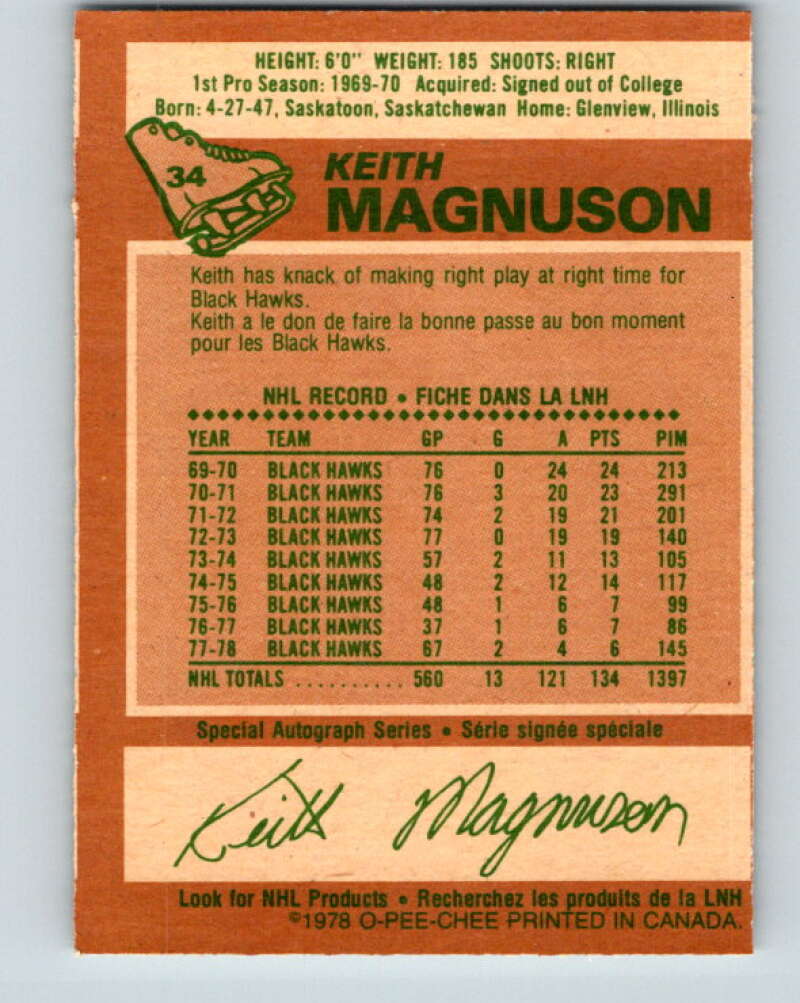 HEIGHT: 6'0" WEIGHT: 185 SHOOTS: RIGHT
1st Pro Season: 1969-70 Acquired: Signed out of College
Born: 4-27-47, Saskatoon, Saskatchewan Home: Glenview, Illinois
34
KEITH
MAGNUSON
Keith has knack of making right play at right time for
Black Hawks.
Keith a le don de faire la bonne passe au bon moment
pour les Black Hawks.
NHL RECORD • FICHE DANS LA LNH
YEAR TEAM GP G A PTS PIM
69-70 BLACK HAWKS 76 0 24 24 213
70-71 BLACK HAWKS 76 3 20 23 291
71-72 BLACK HAWKS 74 2 19 21 201
72-73 BLACK HAWKS 77 0 19 19 140
73-74 BLACK HAWKS 57 2 11 13 105
74-75 BLACK HAWKS 48 2 12 14 117
75-76 BLACK HAWKS 48 1 6 7 99
76-77 BLACK HAWKS 37 1 6 7 86
77-78 BLACK HAWKS 67 2 4 6 145
NHL TOTALS .......... 560 13 121 134 1397
Special Autograph Series • Série signée spéciale
Keith Magnuson
Look for NHL Products • Recherchez les produits de la LNH
©1978 O-PEE-CHEE PRINTED IN CANADA.